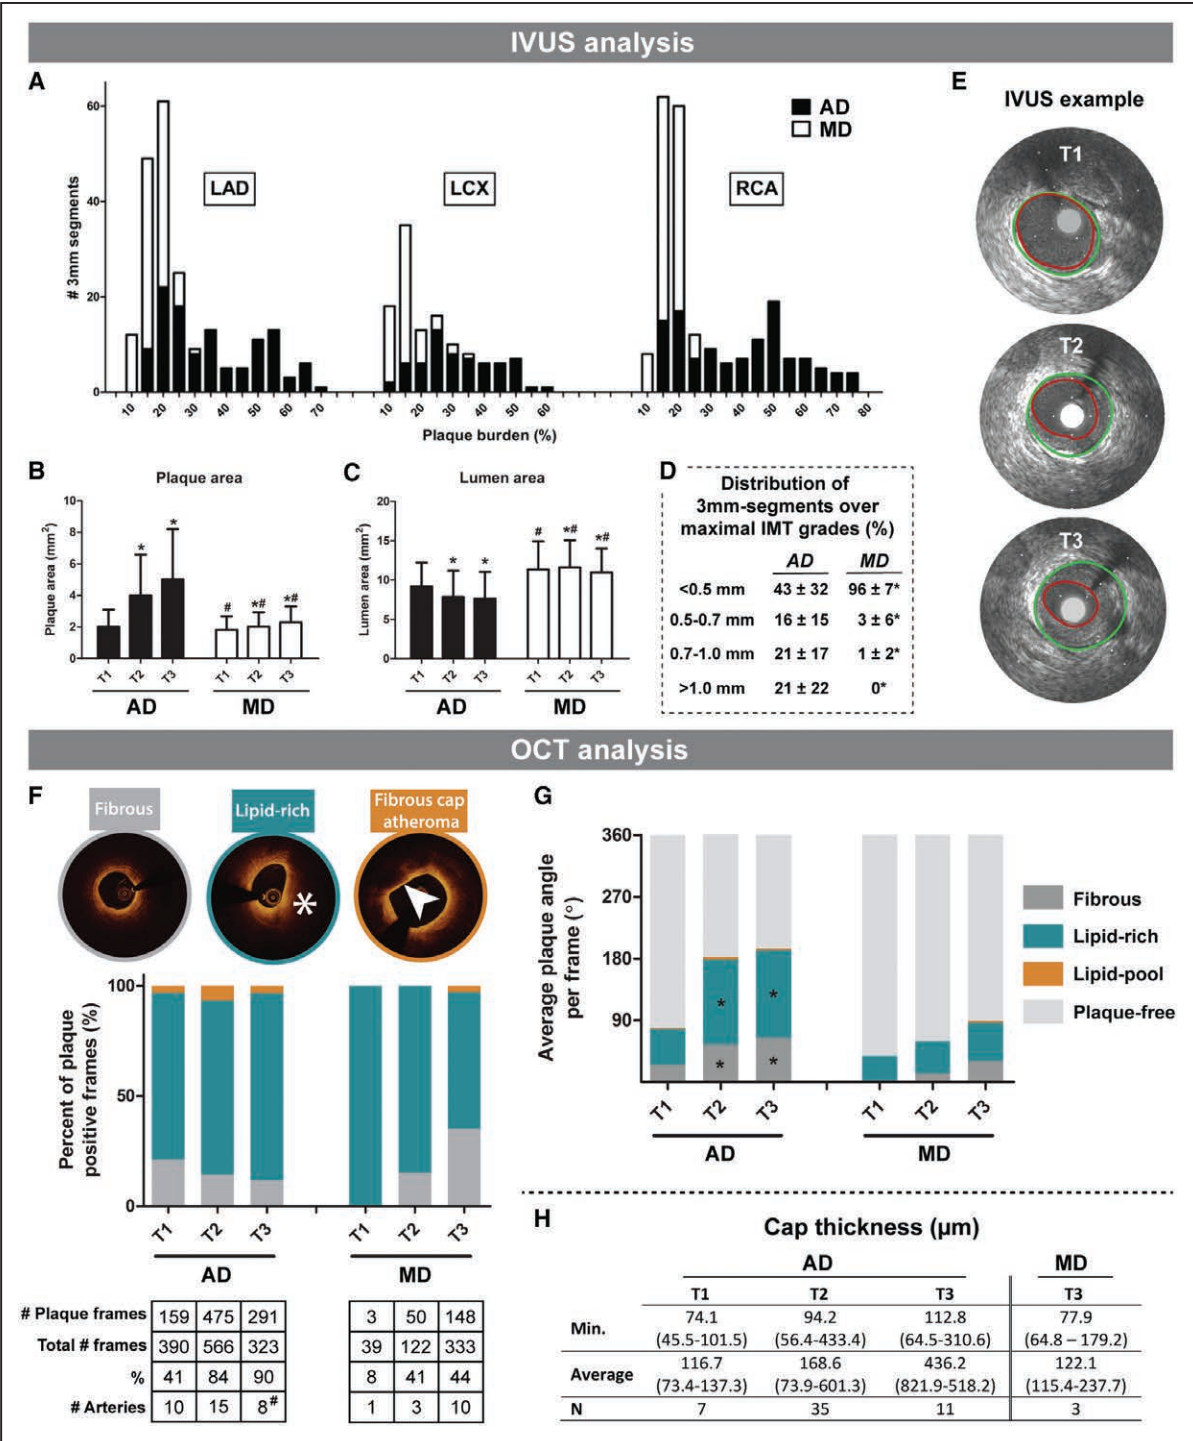 IVUS analysis
A
AD
MD
LAD
LCX
RCA
# 3mm segments
60
40
20
0
10 20 30 40 50 60 70
10 20 30 40 50 60
10 20 30 40 50 60 70 80
Plaque burden (%)
E
IVUS example
T1
T2
T3
B
Plaque area
Plaque area (mm²)
10
8
6
4
2
0
* *
# *# *#
T1 T2 T3 T1 T2 T3
AD MD
C
Lumen area
Lumen area (mm²)
20
15
10
5
0
* *
# *# *#
T1 T2 T3 T1 T2 T3
AD MD
D
Distribution of
3mm-segments over
maximal IMT grades (%)
AD MD
<0.5 mm 43 ± 32 96 ± 7*
0.5-0.7 mm 16 ± 15 3 ± 6*
0.7-1.0 mm 21 ± 17 1 ± 2*
>1.0 mm 21 ± 22 0*
OCT analysis
F
Fibrous
Lipid-rich
Fibrous cap
atheroma
*
Percent of plaque
positive frames (%)
100
50
0
T1 T2 T3 T1 T2 T3
AD MD
# Plaque frames 159 475 291 3 50 148
Total # frames 390 566 323 39 122 333
% 41 84 90 8 41 44
# Arteries 10 15 8# 1 3 10
G
Average plaque angle
per frame (°)
360
270
180
90
* *
* *
T1 T2 T3 T1 T2 T3
AD MD
Fibrous
Lipid-rich
Lipid-pool
Plaque-free
H
Cap thickness (µm)
AD MD
T1 T2 T3 T3
Min. 74.1 94.2 112.8 77.9
(45.5-101.5) (56.4-433.4) (64.5-310.6) (64.8 – 179.2)
Average 116.7 168.6 436.2 122.1
(73.4-137.3) (73.9-601.3) (821.9-518.2) (115.4-237.7)
N 7 35 11 3